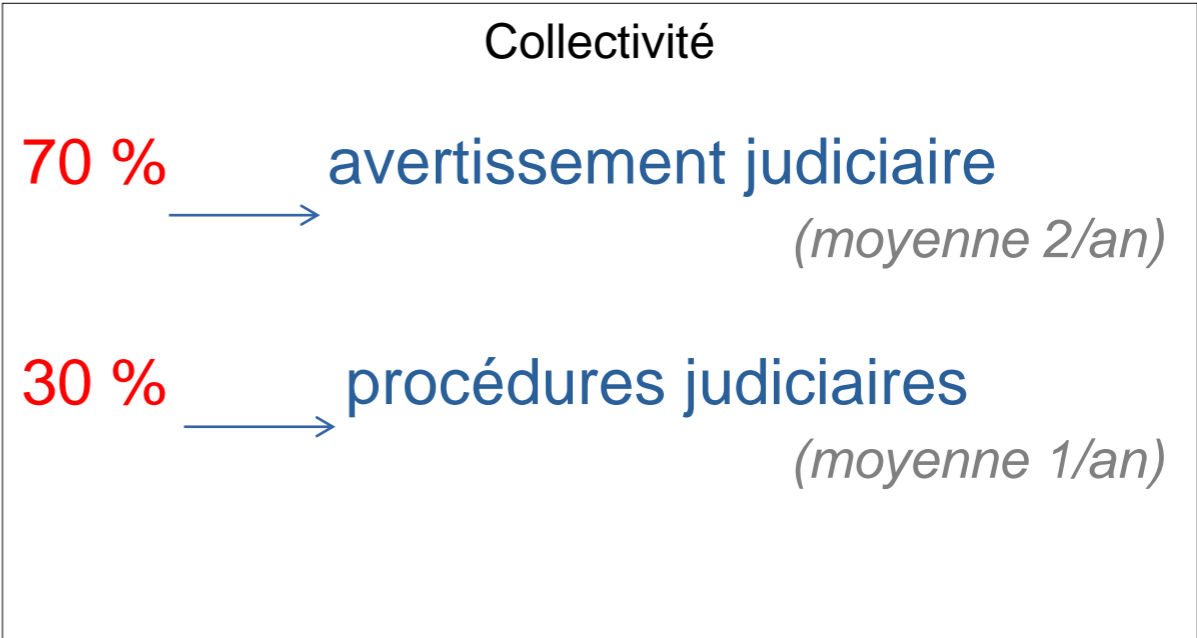 Collectivité
70 % avertissement judiciaire
(moyenne 2/an)
30 % procédures judiciaires
(moyenne 1/an)